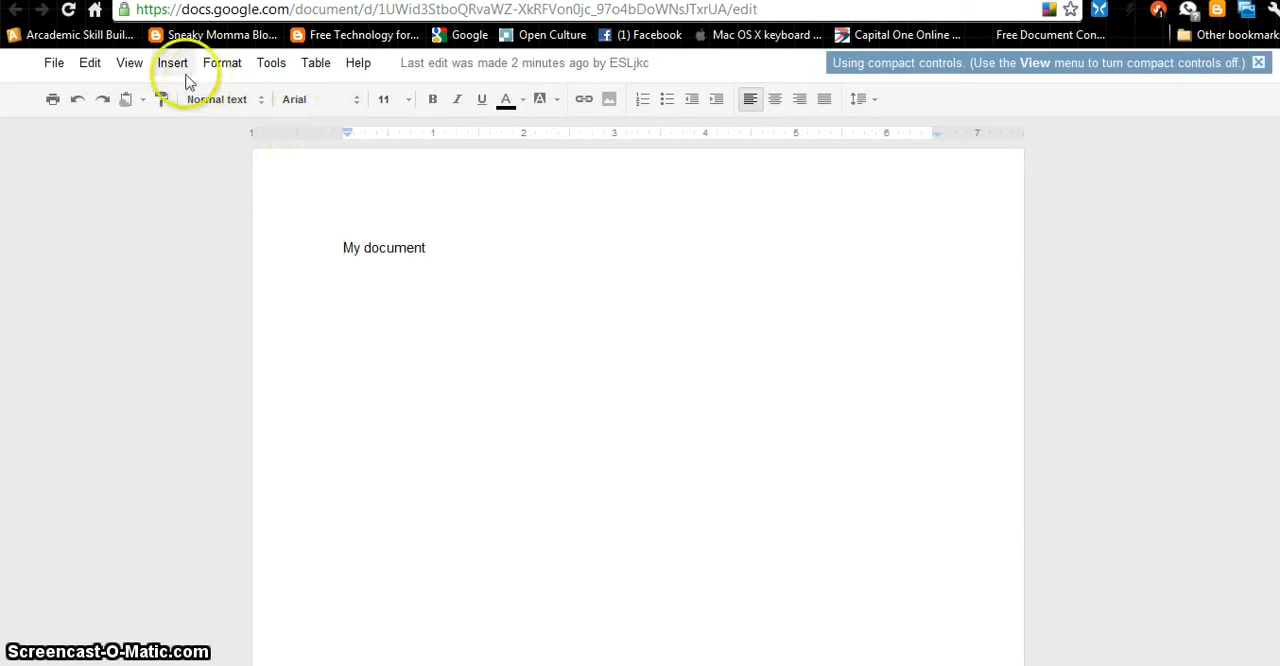 https://docs.google.com/document/d/1UWid3StboQRvaWZ-XkRFVon0jc_97o4bDoWNsJTxrUA/edit
Arcademic Skill Buil... Sneaky Momma Blo... Free Technology for... Google Open Culture (1) Facebook Mac OS X keyboard ... Capital One Online ... Free Document Con... Other bookmark
File Edit View Insert Format Tools Table Help Last edit was made 2 minutes ago by ESLjkc Using compact controls. (Use the View menu to turn compact controls off.)
Normal text Arial 11 B I U A A
1 1 2 3 4 5 6 7
My document
Screencast-O-Matic.com